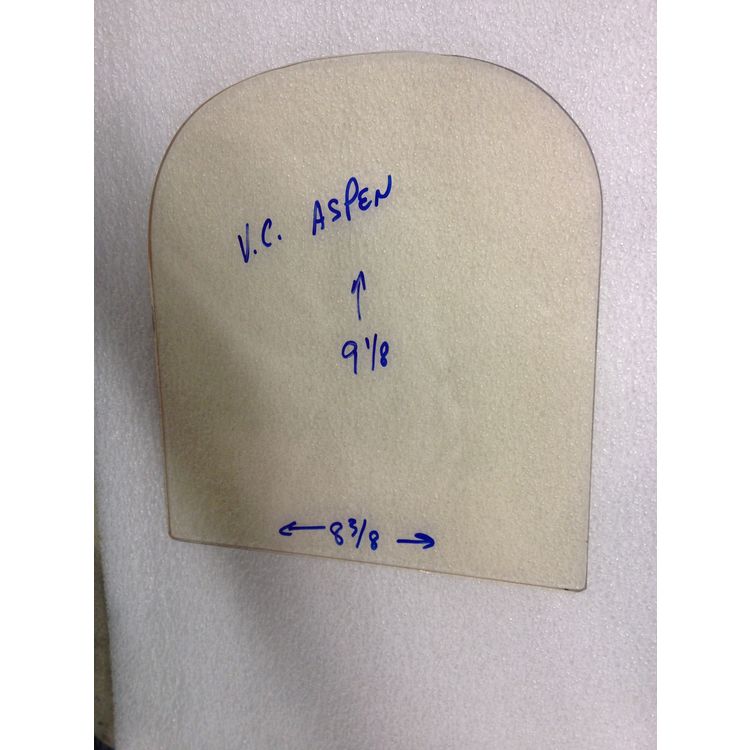 V.C. ASPEN
↑
9 1/8
← 8 3/8 →